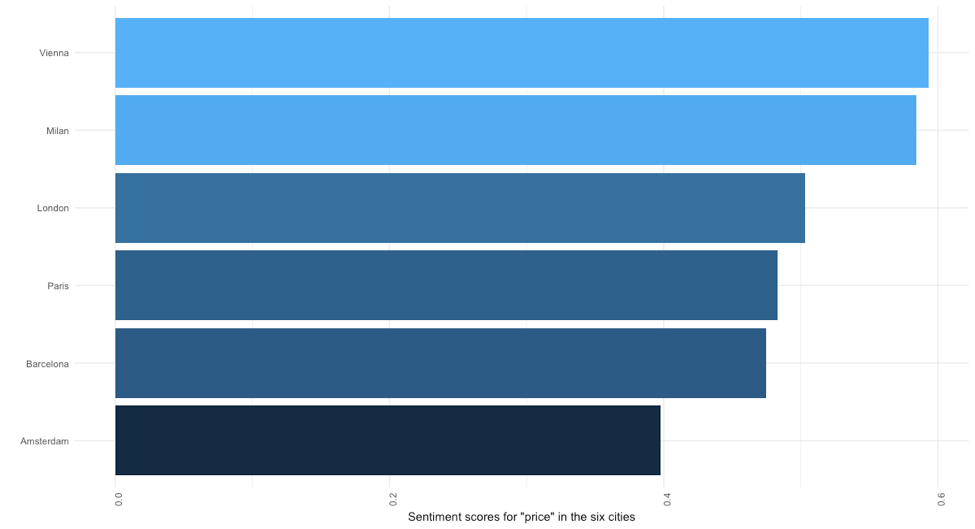 Vienna
Milan
London
Paris
Barcelona
Amsterdam
0.0
0.2
0.4
0.6
Sentiment scores for "price" in the six cities